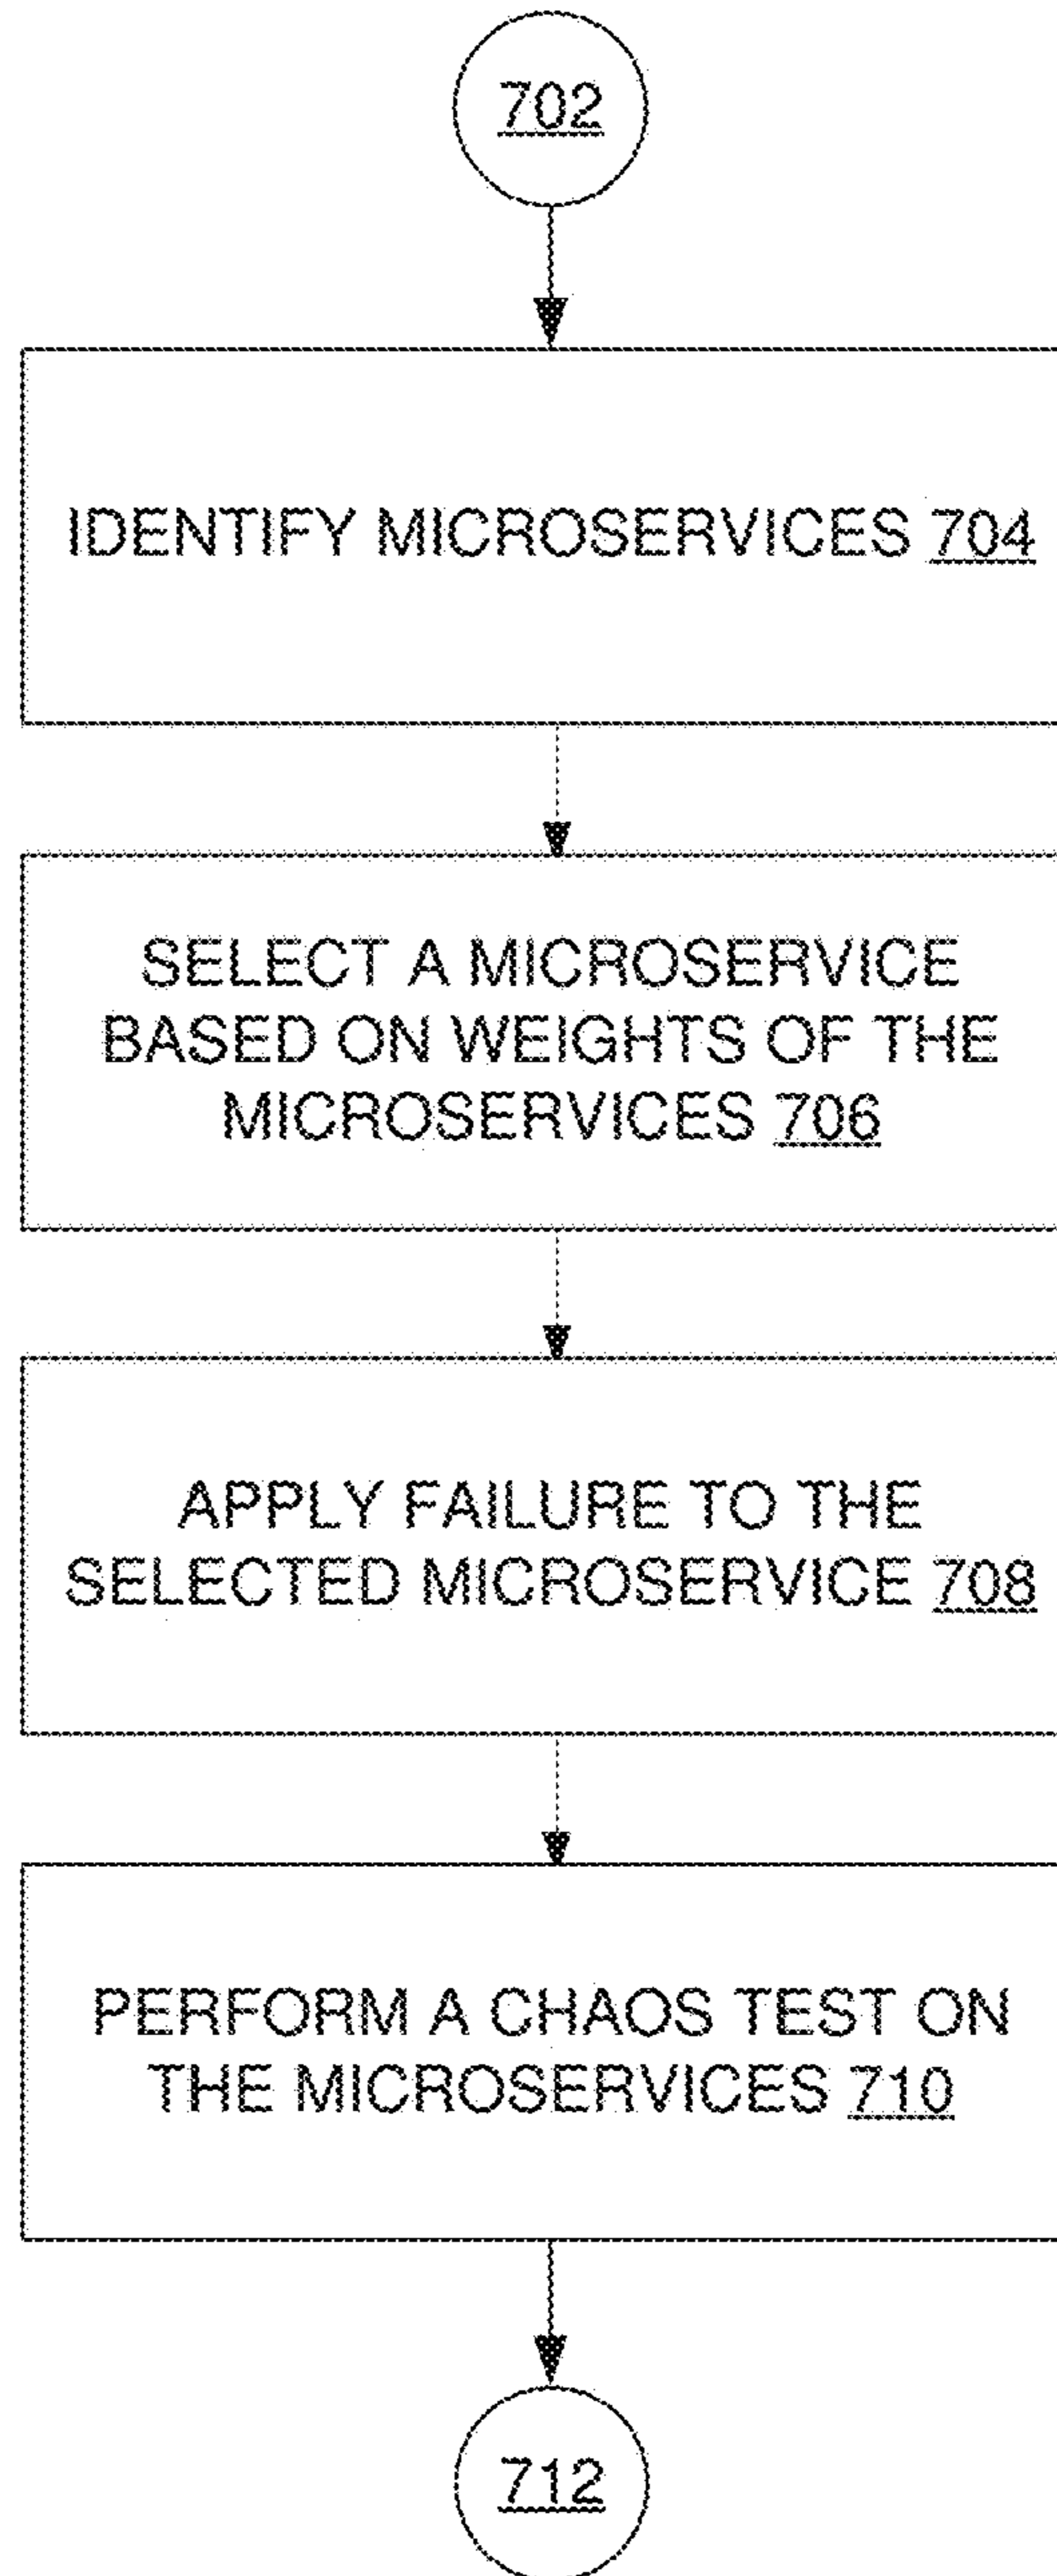 702
IDENTIFY MICROSERVICES 704
SELECT A MICROSERVICE
BASED ON WEIGHTS OF THE
MICROSERVICES 706
APPLY FAILURE TO THE
SELECTED MICROSERVICE 708
PERFORM A CHAOS TEST ON
THE MICROSERVICES 710
712